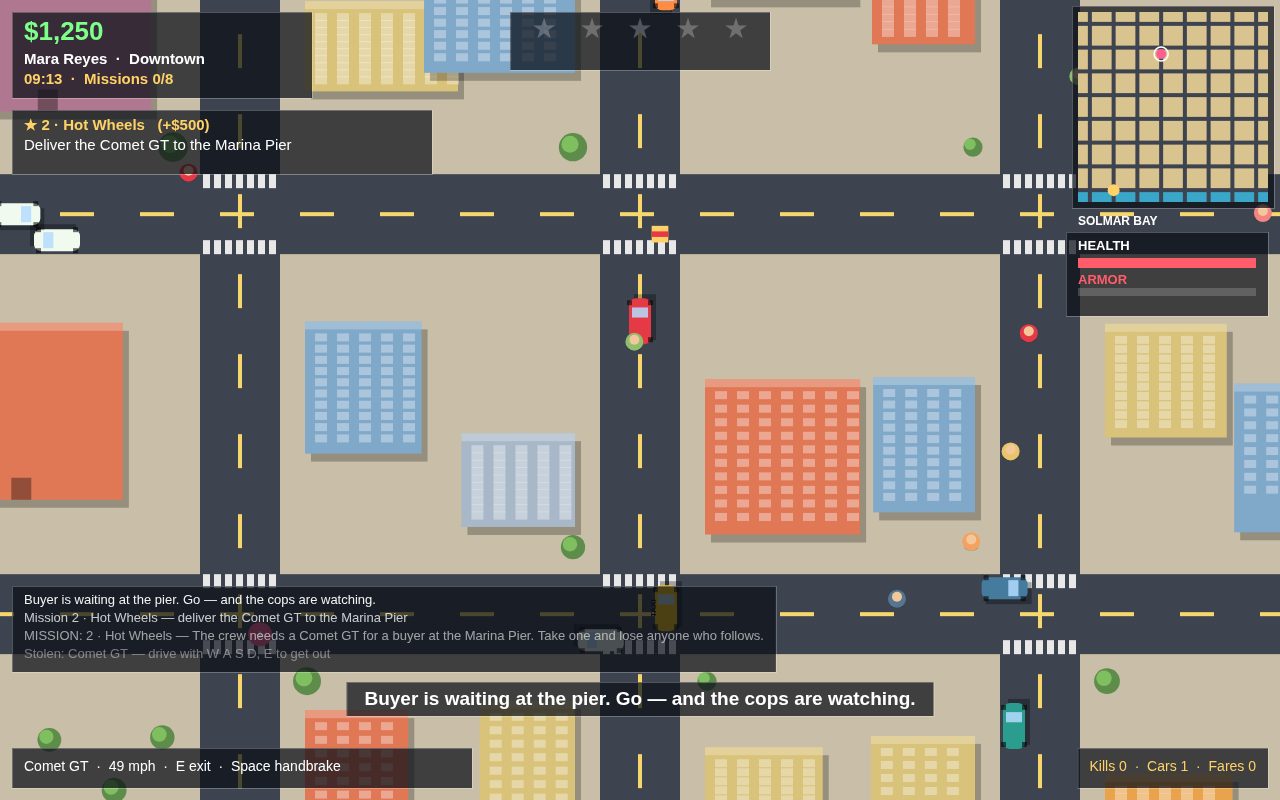 $1,250
Mara Reyes · Downtown
09:13 · Missions 0/8
★ 2 · Hot Wheels (+$500)
Deliver the Comet GT to the Marina Pier
★ ★ ★ ★ ★
SOLMAR BAY
HEALTH
ARMOR
Buyer is waiting at the pier. Go — and the cops are watching.
Mission 2 · Hot Wheels — deliver the Comet GT to the Marina Pier
MISSION: 2 · Hot Wheels — The crew needs a Comet GT for a buyer at the Marina Pier. Take one and lose anyone who follows.
Stolen: Comet GT — drive with W A S D, E to get out
Buyer is waiting at the pier. Go — and the cops are watching.
Comet GT · 49 mph · E exit · Space handbrake
Kills 0 · Cars 1 · Fares 0